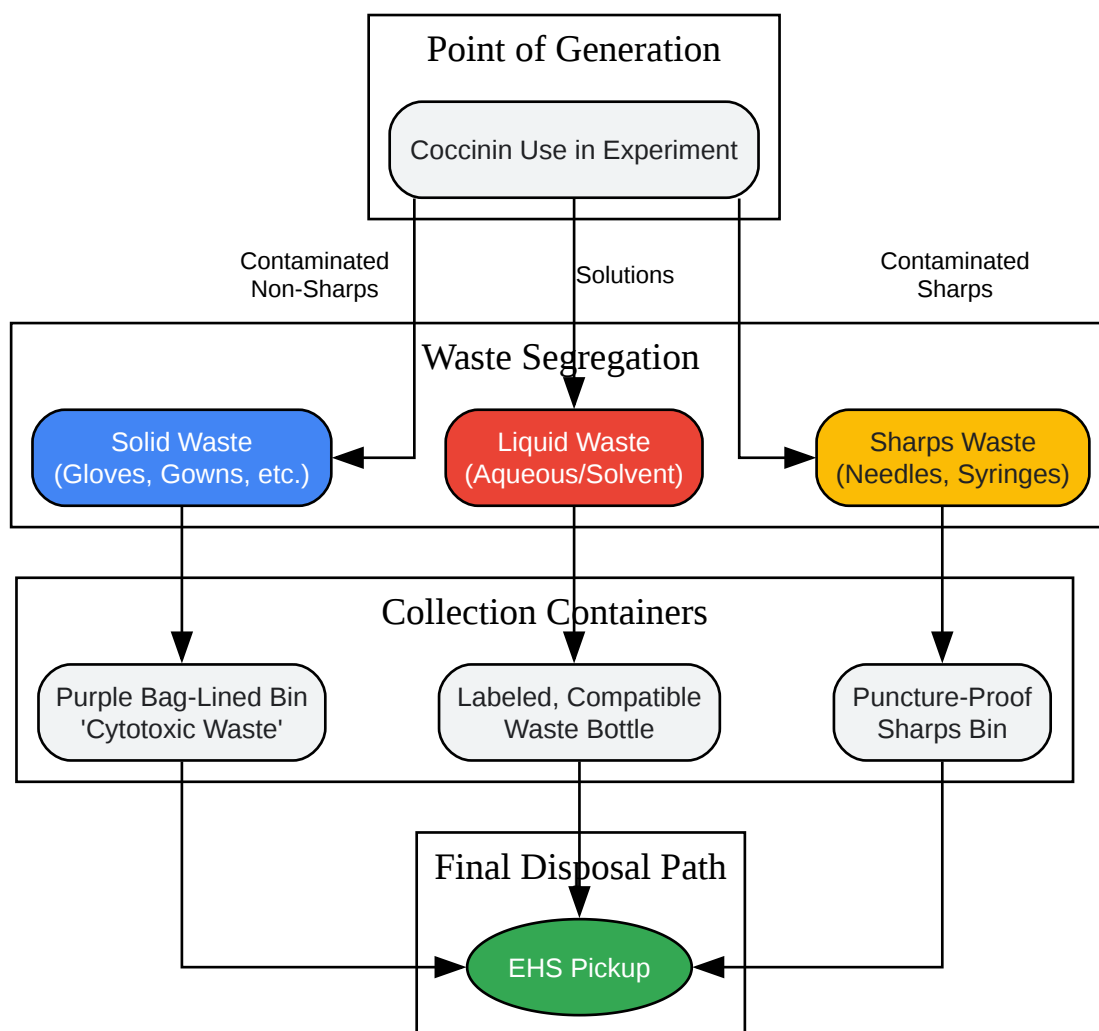 Point of Generation
Coccinin Use in Experiment
Contaminated
Non-Sharps
Solutions
Contaminated
Sharps
Waste Segregation
Solid Waste
(Gloves, Gowns, etc.)
Liquid Waste
(Aqueous/Solvent)
Sharps Waste
(Needles, Syringes)
Collection Containers
Purple Bag-Lined Bin
'Cytotoxic Waste'
Labeled, Compatible
Waste Bottle
Puncture-Proof
Sharps Bin
Final Disposal Path
EHS Pickup